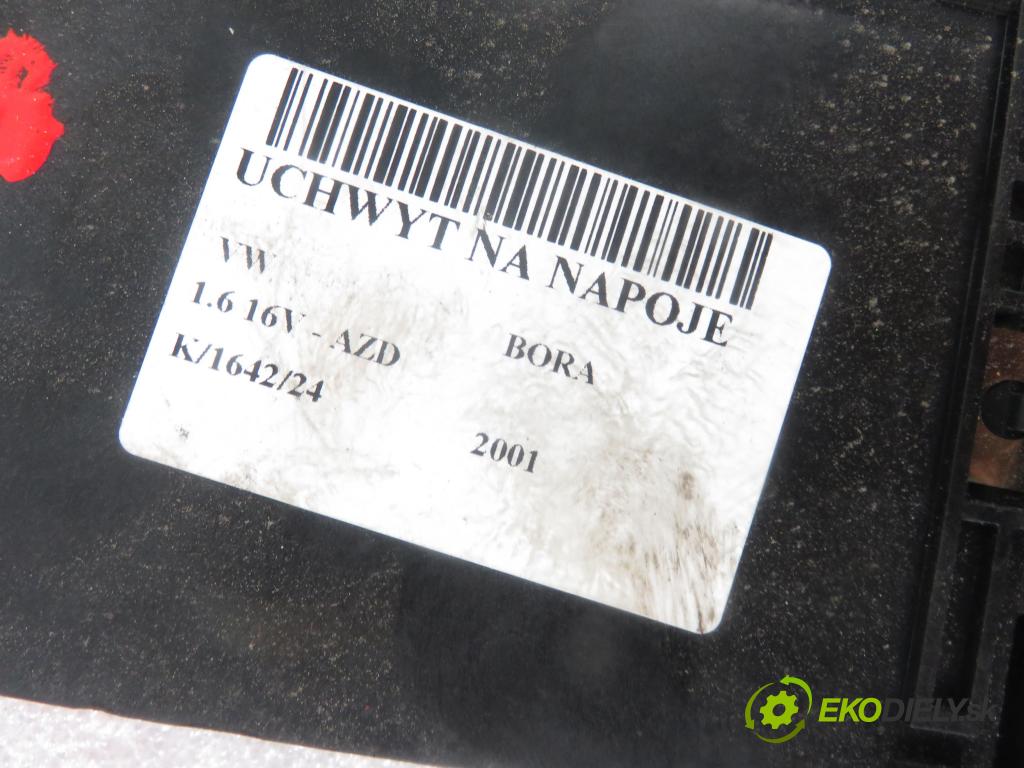 UCHWYT NA NAPOJE
VW BORA
1.6 16V - AZD
K/1642/24 2001
EKODIELY.sk